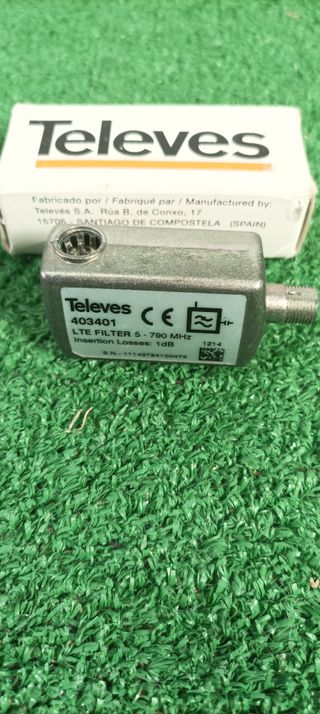 Televes
Fabricado por / Fabriqué par / Manufactured by:
Televés S.A. Rúa B. de Conxo, 17
15706 - SANTIAGO DE COMPOSTELA (SPAIN)
Televes
403401
CE
LTE FILTER 5 - 790 MHz
Insertion Losses: 1dB
1214